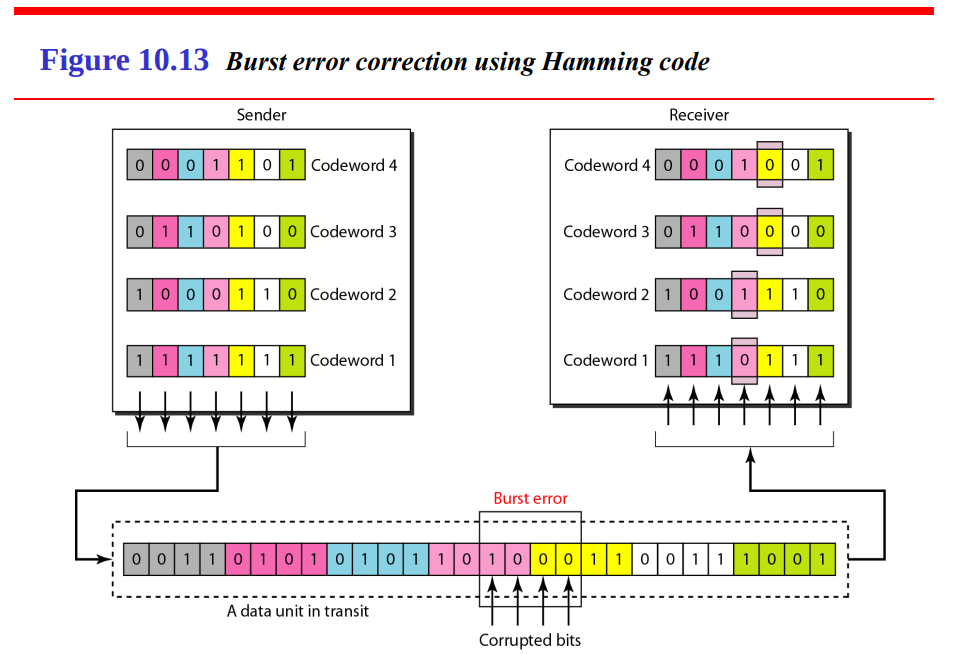 Figure 10.13 Burst error correction using Hamming code
Sender
Receiver
0 0 0 1 1 0 1 Codeword 4
Codeword 4 0 0 0 1 0 0 1
0 1 1 0 1 0 0 Codeword 3
Codeword 3 0 1 1 0 0 0 0
1 0 0 0 1 1 0 Codeword 2
Codeword 2 1 0 0 1 1 1 0
1 1 1 1 1 1 1 Codeword 1
Codeword 1 1 1 1 0 1 1 1
Burst error
0 0 1 1 0 1 0 1 0 1 0 1 1 0 1 0 0 0 1 1 0 0 1 1 1 0 0 1
A data unit in transit
Corrupted bits